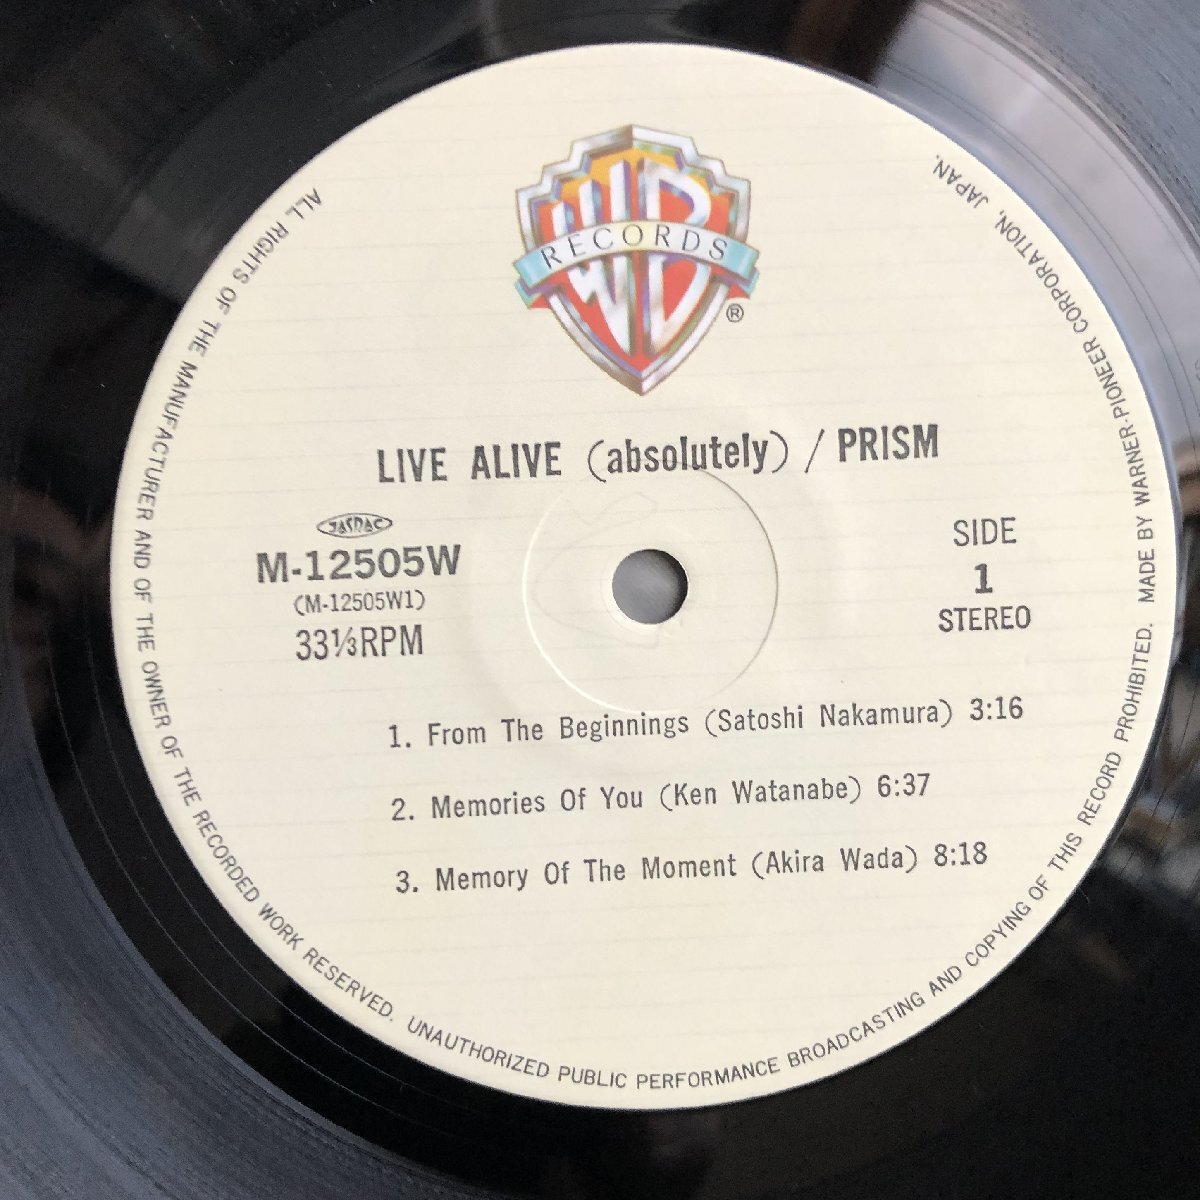 WB
RECORDS
®
LIVE ALIVE (absolutely) / PRISM
JASRAC
M-12505W
(M-12505W1)
33⅓RPM
SIDE
1
STEREO
1. From The Beginnings (Satoshi Nakamura) 3:16
2. Memories Of You (Ken Watanabe) 6:37
3. Memory Of The Moment (Akira Wada) 8:18
ALL RIGHTS OF THE MANUFACTURER AND OF THE OWNER OF THE RECORDED WORK RESERVED. UNAUTHORIZED PUBLIC PERFORMANCE BROADCASTING AND COPYING OF THIS RECORD PROHIBITED. MADE BY WARNER-PIONEER CORPORATION, JAPAN.